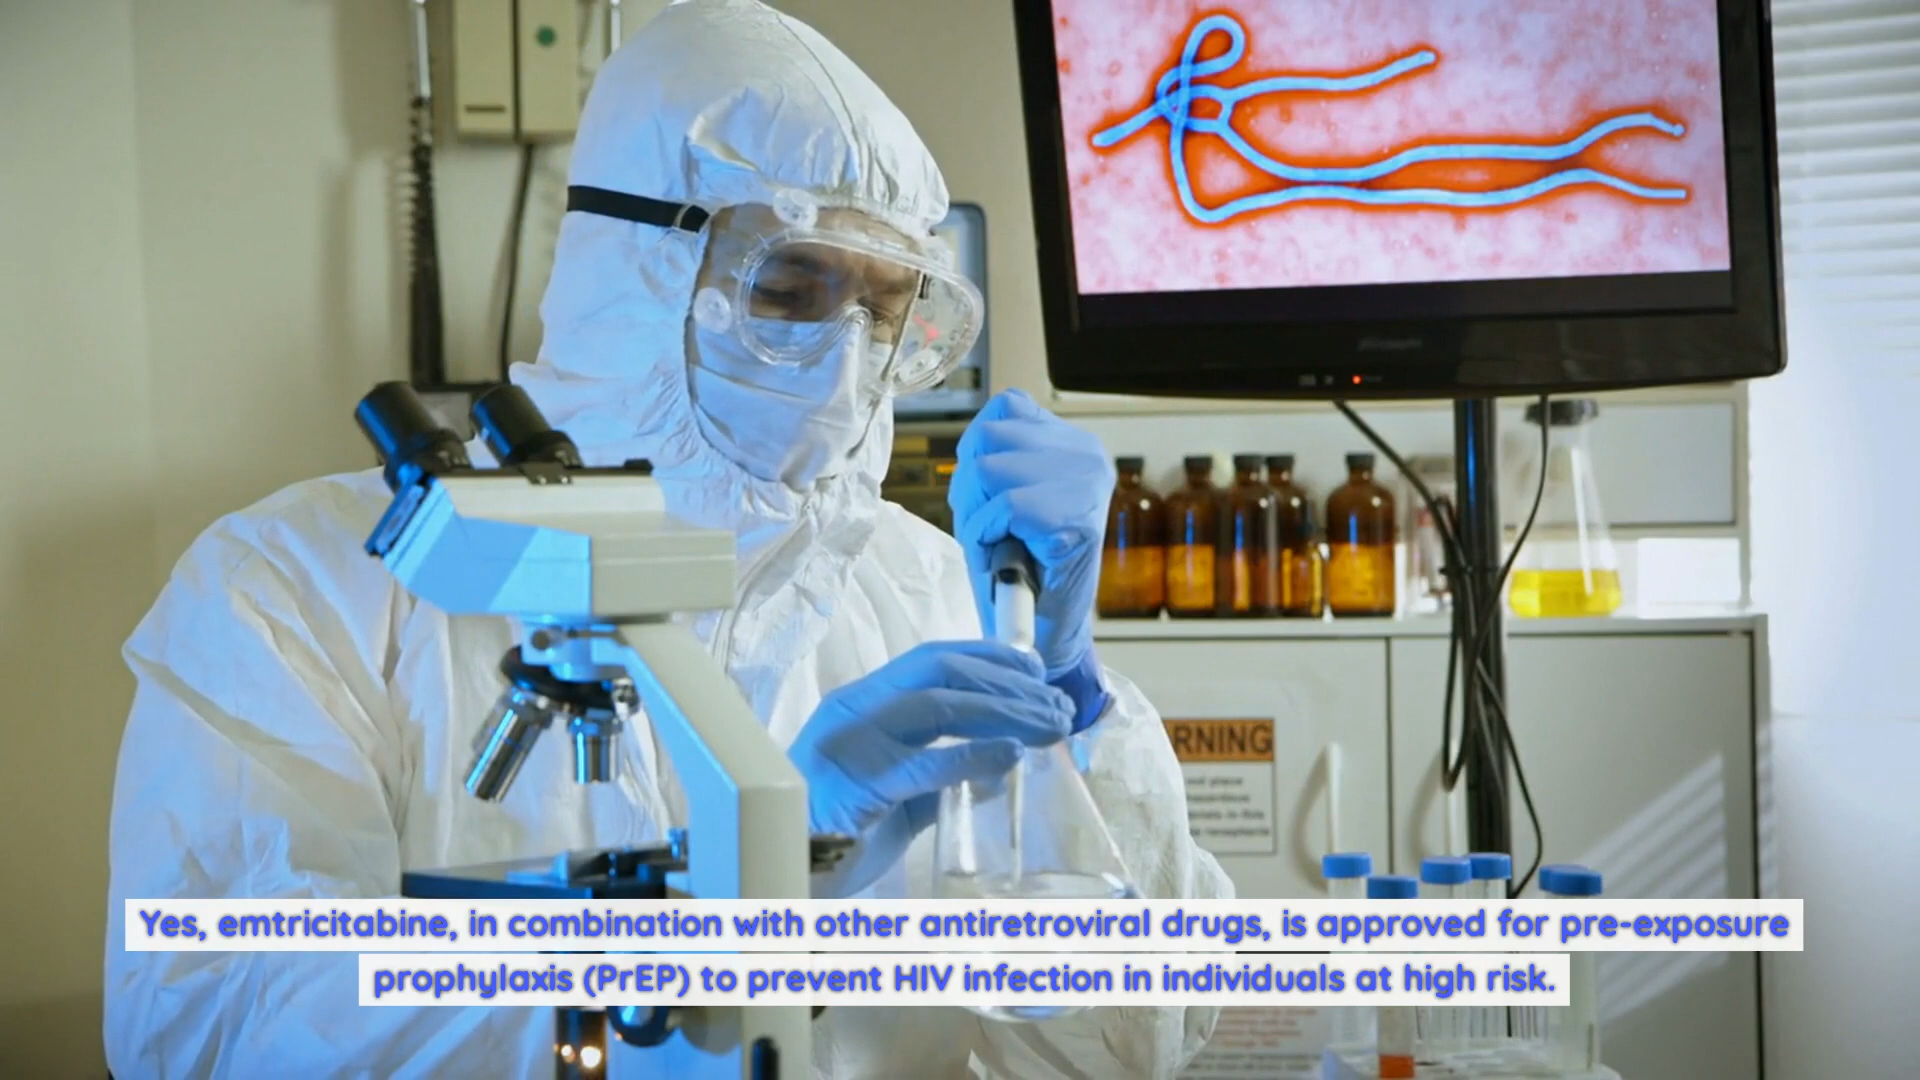 RNING
Yes, emtricitabine, in combination with other antiretroviral drugs, is approved for pre-exposure
prophylaxis (PrEP) to prevent HIV infection in individuals at high risk.